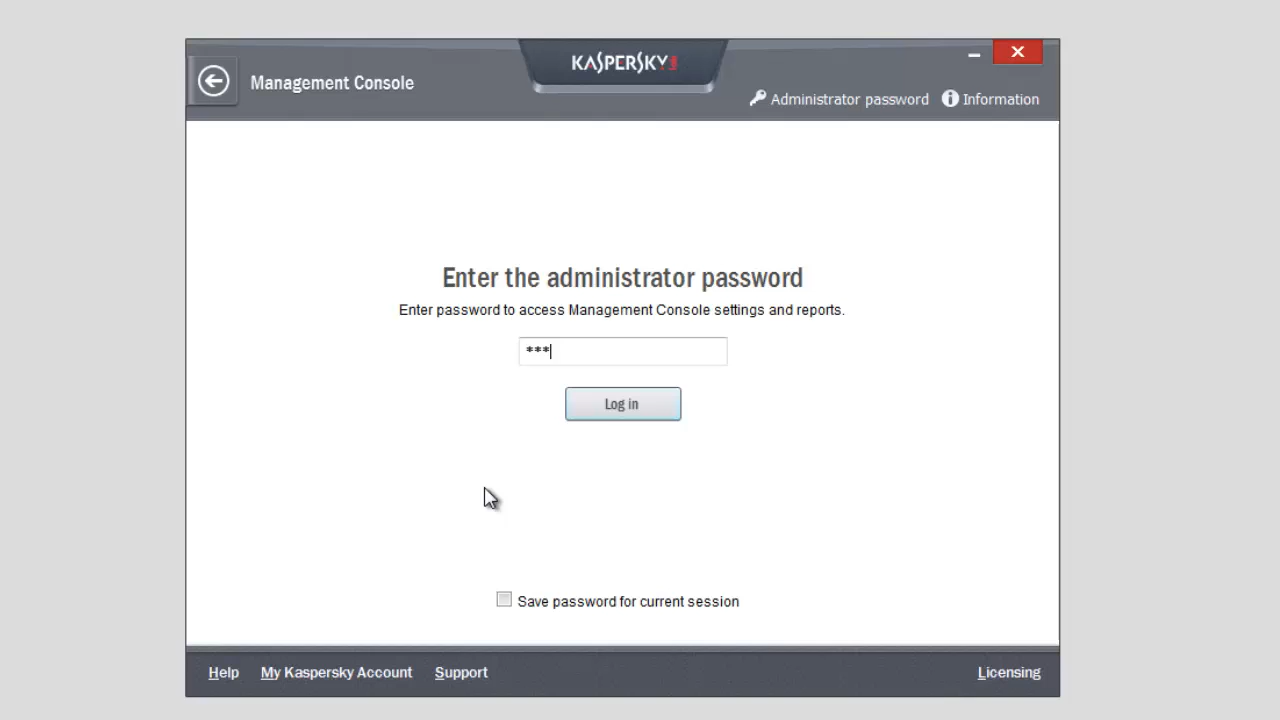 KASPERSKY
Management Console
Administrator password
Information
Enter the administrator password
Enter password to access Management Console settings and reports.
***
Log in
Save password for current session
Help My Kaspersky Account Support Licensing